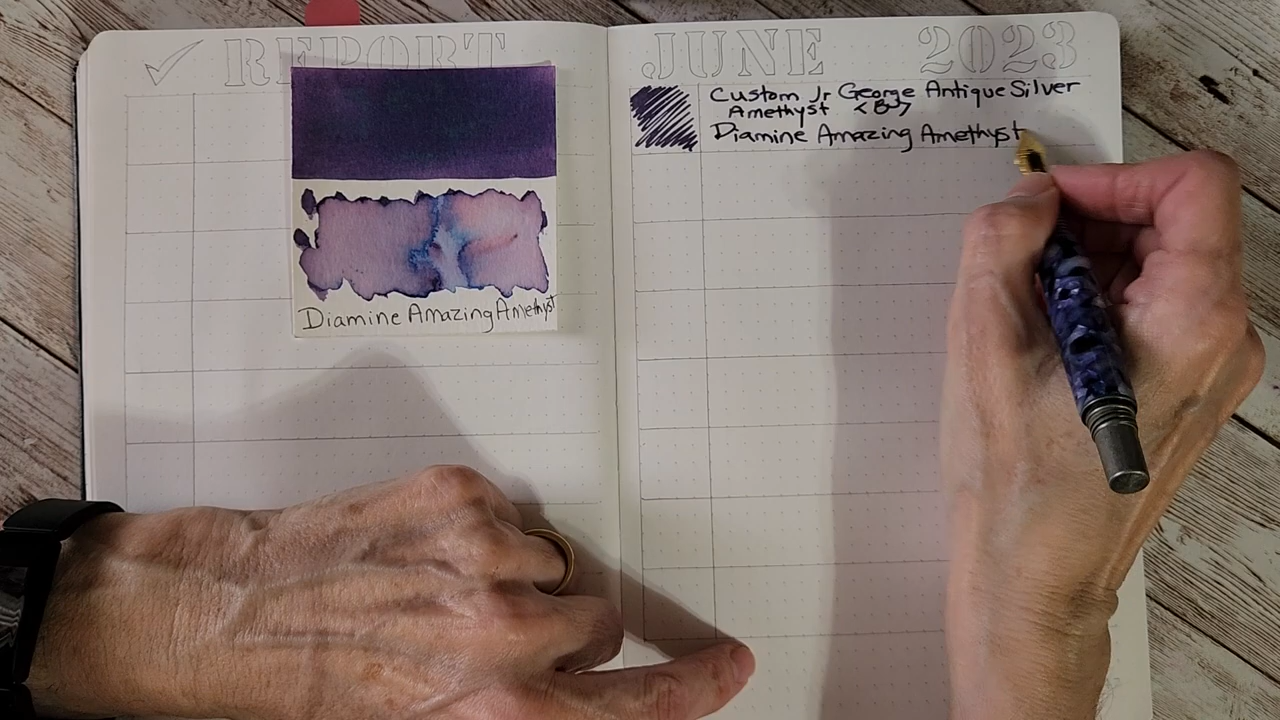 ✓ REPORT
JUNE 2023
Custom Jr George Antique Silver
Amethyst <B>
Diamine Amazing Amethyst
Diamine Amazing Amethyst